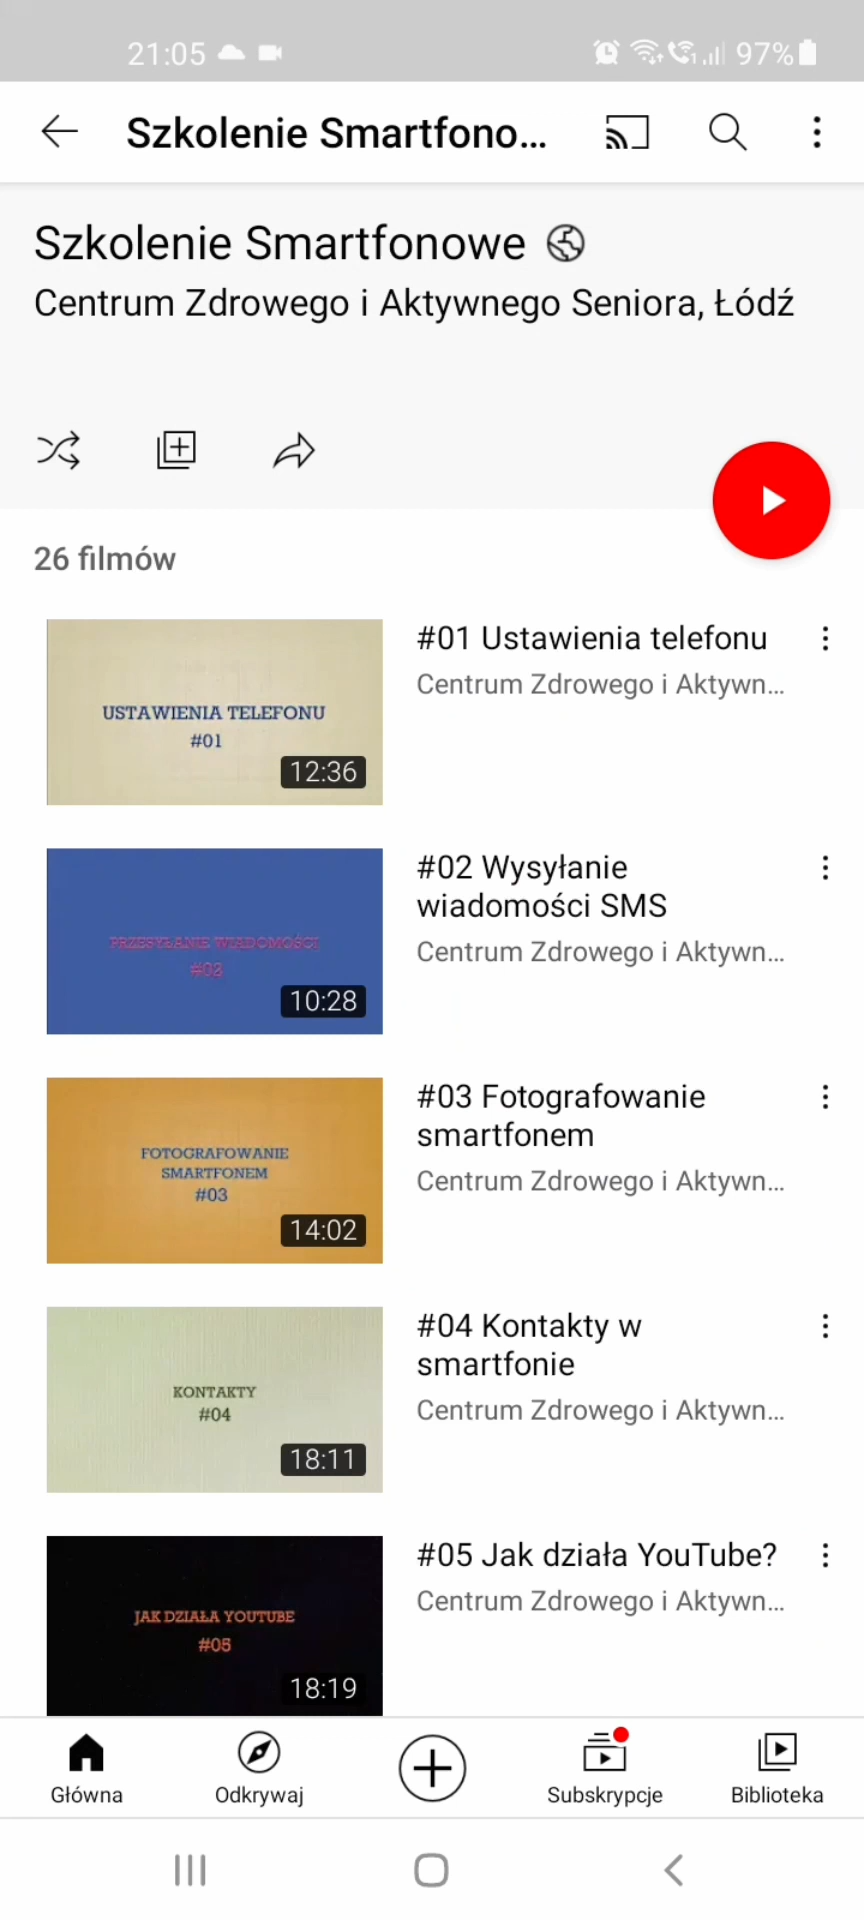 21:05
97%
Szkolenie Smartfono...
Szkolenie Smartfonowe
Centrum Zdrowego i Aktywnego Seniora, Łódź
26 filmów
USTAWIENIA TELEFONU
#01
12:36
#01 Ustawienia telefonu
Centrum Zdrowego i Aktywn...
PRZESYŁANIE WIADOMOŚCI
#02
10:28
#02 Wysyłanie
wiadomości SMS
Centrum Zdrowego i Aktywn...
FOTOGRAFOWANIE
SMARTFONEM
#03
14:02
#03 Fotografowanie
smartfonem
Centrum Zdrowego i Aktywn...
KONTAKTY
#04
18:11
#04 Kontakty w
smartfonie
Centrum Zdrowego i Aktywn...
JAK DZIAŁA YOUTUBE
#05
18:19
#05 Jak działa YouTube?
Centrum Zdrowego i Aktywn...
Główna
Odkrywaj
Subskrypcje
Biblioteka